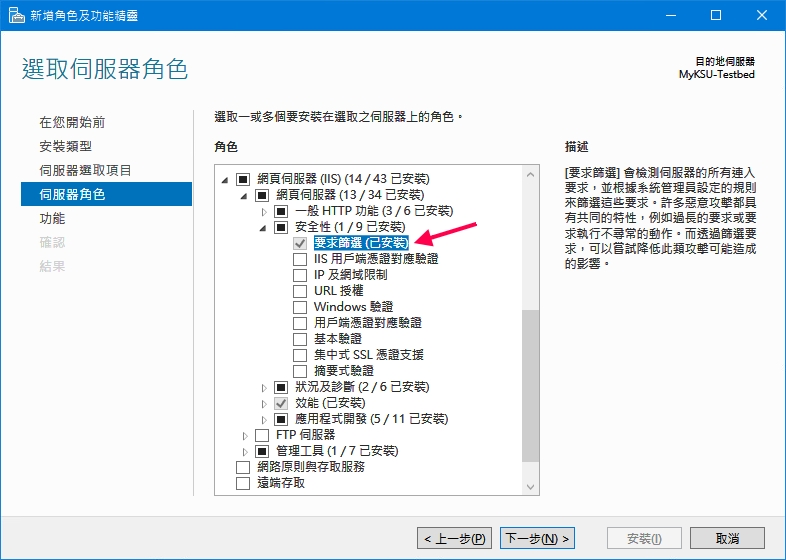 新增角色及功能精靈
選取伺服器角色
目的地伺服器
MyKSU-Testbed
在您開始前
安裝類型
伺服器選取項目
伺服器角色
功能
確認
結果
選取一或多個要安裝在選取之伺服器上的角色。
角色
網頁伺服器 (IIS) (14 / 43 已安裝)
網頁伺服器 (13 / 34 已安裝)
一般 HTTP 功能 (3 / 6 已安裝)
安全性 (1 / 9 已安裝)
要求篩選 (已安裝)
IIS 用戶端憑證對應驗證
IP 及網域限制
URL 授權
Windows 驗證
用戶端憑證對應驗證
基本驗證
集中式 SSL 憑證支援
摘要式驗證
狀況及診斷 (2 / 6 已安裝)
效能 (已安裝)
應用程式開發 (5 / 11 已安裝)
FTP 伺服器
管理工具 (1 / 7 已安裝)
網路原則與存取服務
遠端存取
描述
[要求篩選] 會檢測伺服器的所有連入
要求，並根據系統管理員設定的規則
來篩選這些要求。許多惡意攻擊都具
有共同的特性，例如過長的要求或要
求執行不尋常的動作。而透過篩選要
求，可以嘗試降低此類攻擊可能造成
的影響。
< 上一步(P)
下一步(N) >
安裝(I)
取消